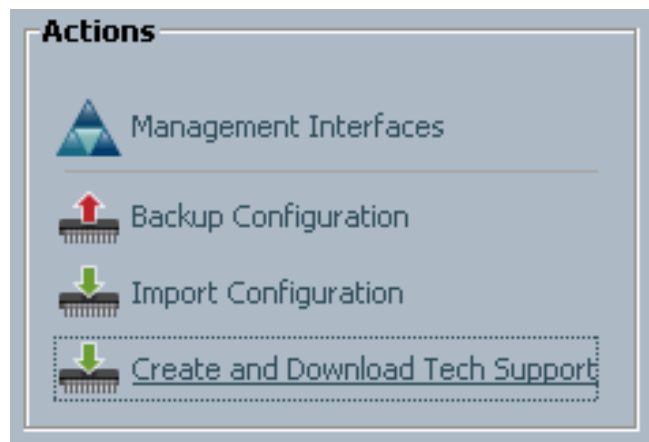 Actions
Management Interfaces
Backup Configuration
Import Configuration
Create and Download Tech Support